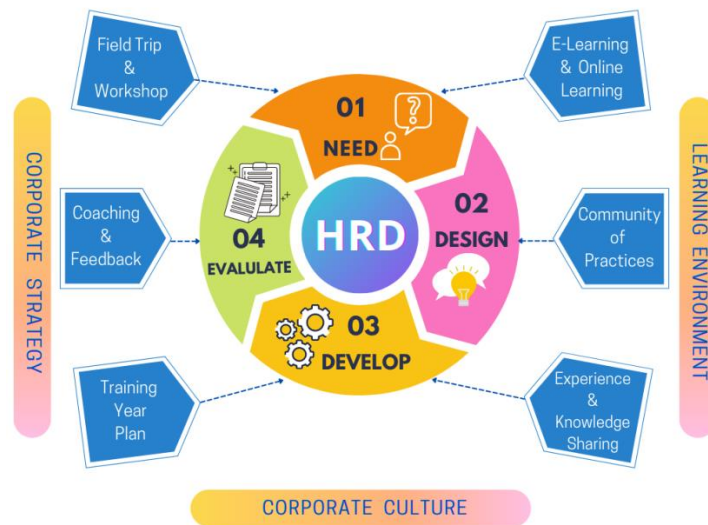 Field Trip
&
Workshop
E-Learning
& Online
Learning
01
NEED
?
CORPORATE STRATEGY
Coaching
&
Feedback
04
EVALULATE
HRD
02
DESIGN
Community
of
Practices
LEARNING ENVIRONMENT
03
DEVELOP
Training
Year
Plan
Experience
&
Knowledge
Sharing
CORPORATE CULTURE